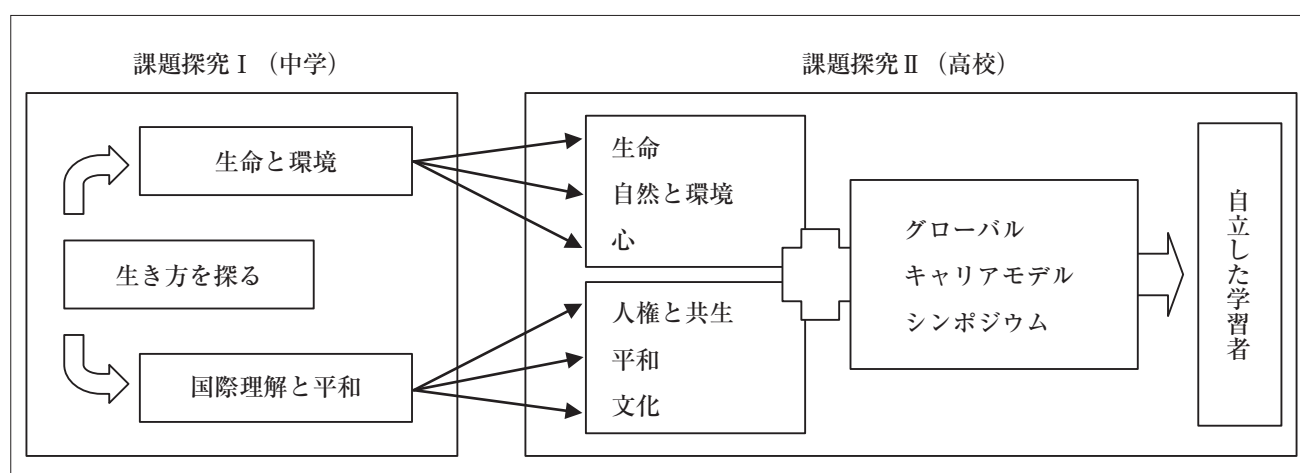 課題探究Ⅰ（中学）
生命と環境
生き方を探る
国際理解と平和
課題探究Ⅱ（高校）
生命
自然と環境
心
人権と共生
平和
文化
グローバル
キャリアモデル
シンポジウム
自立した学習者